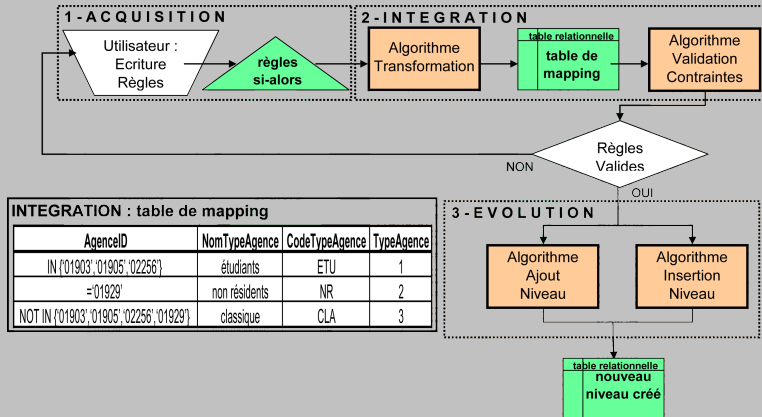 1 - A C Q U I S I T I O N
Utilisateur :
Ecriture
Règles
règles
si-alors
2 - I N T E G R A T I O N
Algorithme
Transformation
table relationnelle
table de
mapping
Algorithme
Validation
Contraintes
Règles
Valides
NON
OUI
INTEGRATION : table de mapping
AgenceID NomTypeAgence CodeTypeAgence TypeAgence
IN {'01903','01905','02256'} étudiants ETU 1
='01929' non résidents NR 2
NOT IN {'01903','01905','02256','01929'} classique CLA 3
3 - E V O L U T I O N
Algorithme
Ajout
Niveau
Algorithme
Insertion
Niveau
table relationnelle
nouveau
niveau créé